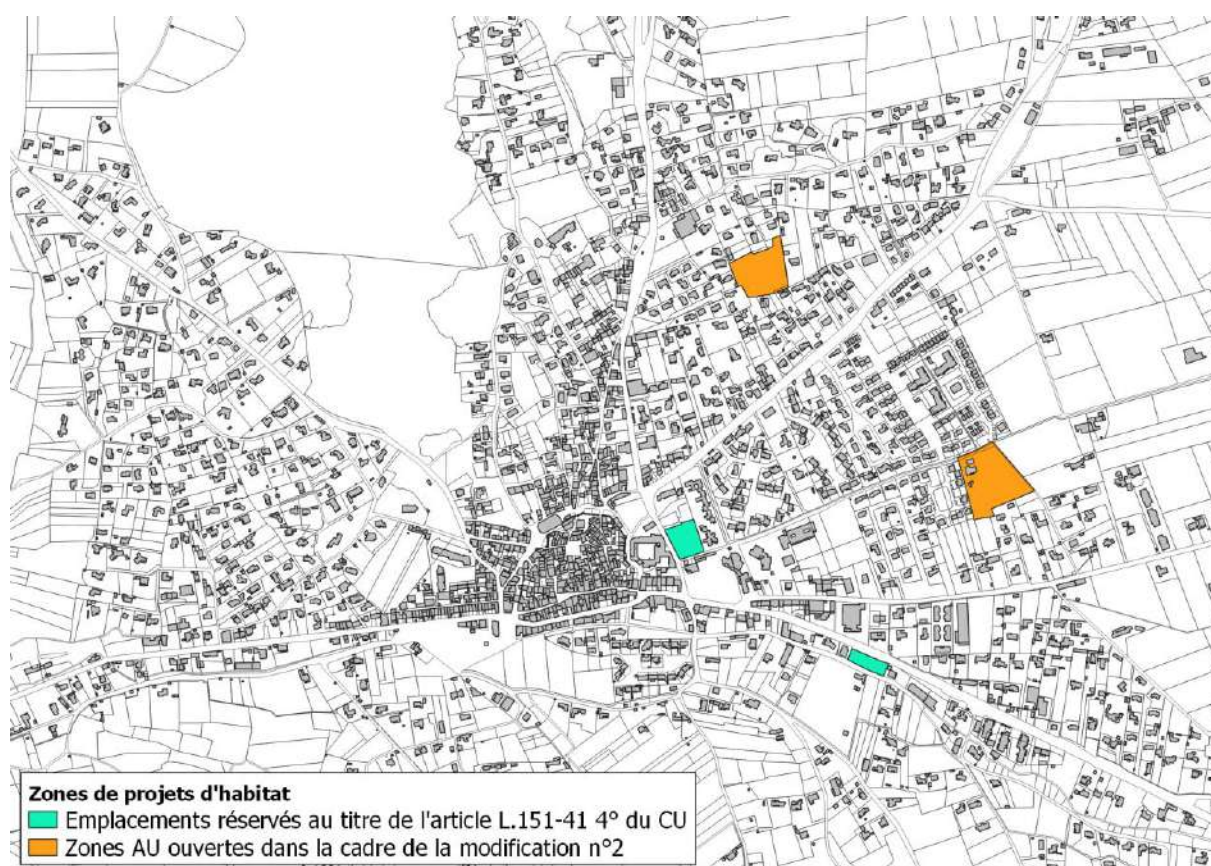 Zones de projets d'habitat
Emplacements réservés au titre de l'article L.151-41 4° du CU
Zones AU ouvertes dans la cadre de la modification n°2